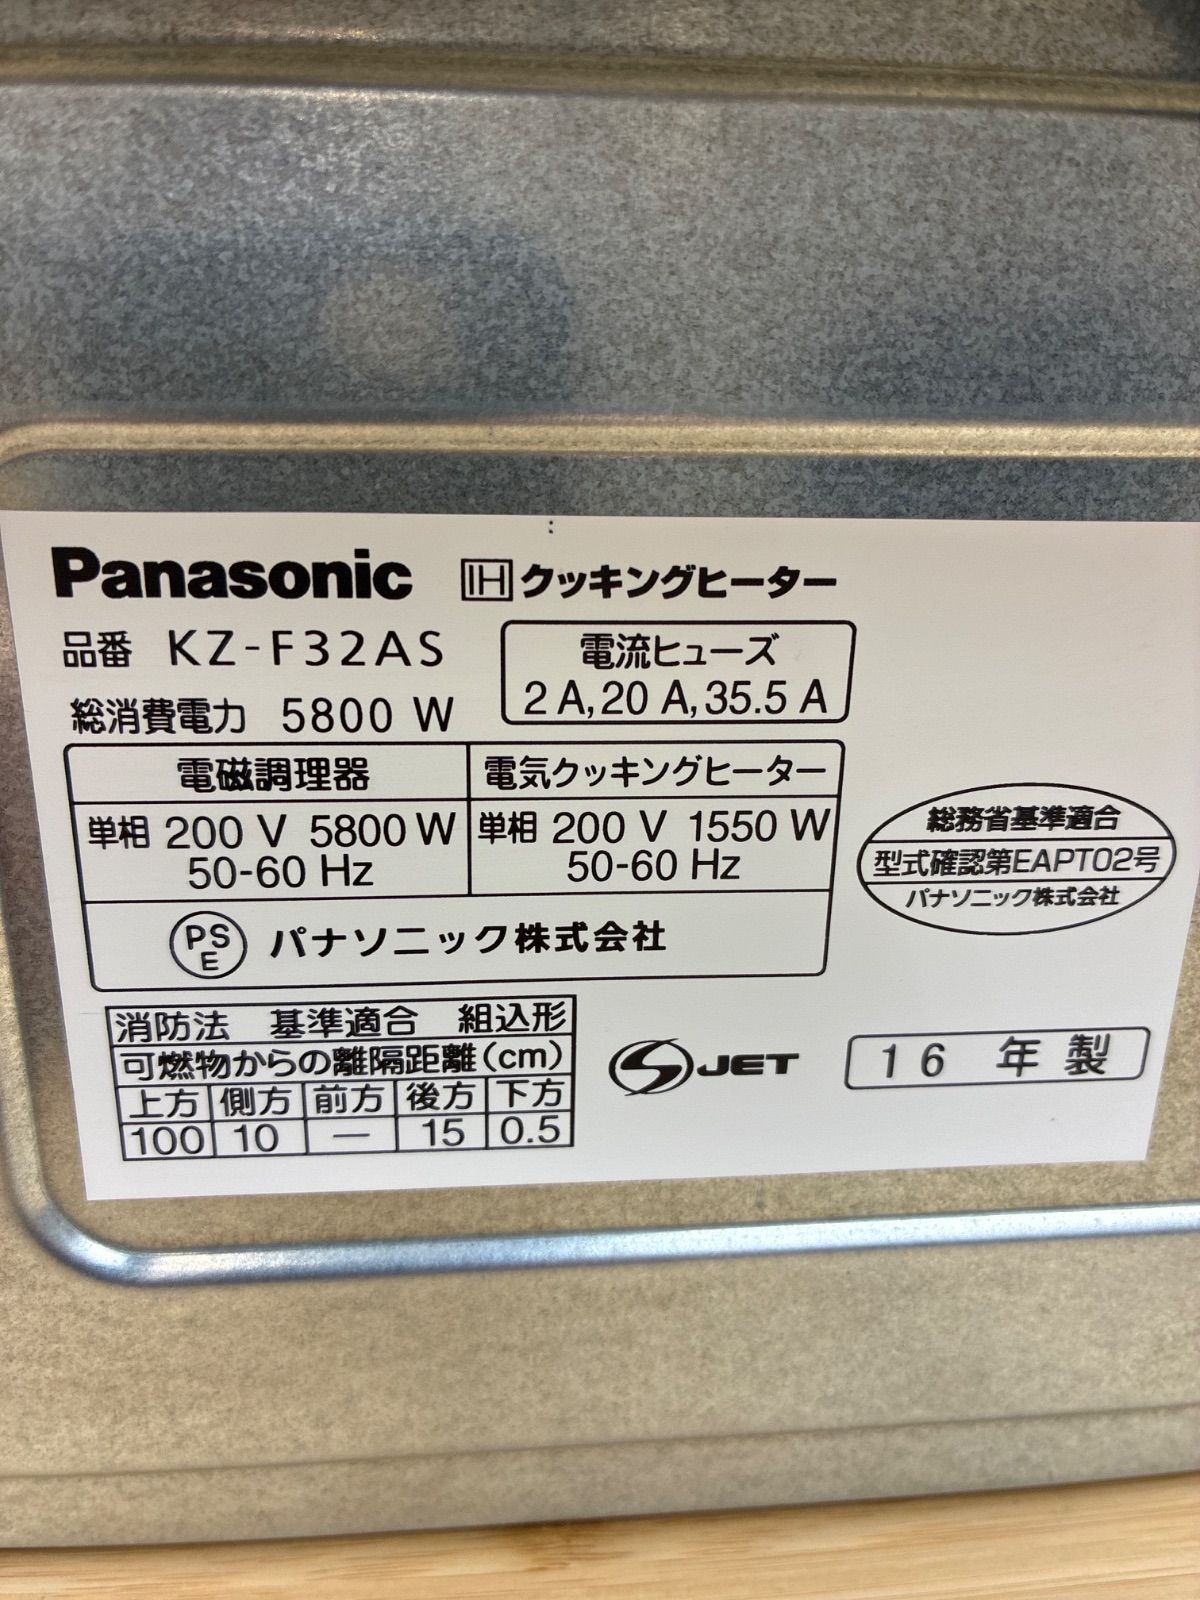 Panasonic IHクッキングヒーター
品番 KZ-F32AS
総消費電力 5800 W
電流ヒューズ
2 A, 20 A, 35.5 A
電磁調理器 電気クッキングヒーター
単相 200 V 5800 W 単相 200 V 1550 W
50-60 Hz 50-60 Hz
PS E パナソニック株式会社
総務省基準適合
型式確認第EAPT02号
パナソニック株式会社
消防法 基準適合 組込形
可燃物からの離隔距離(cm)
上方 側方 前方 後方 下方
100 10 — 15 0.5
S JET
16 年 製